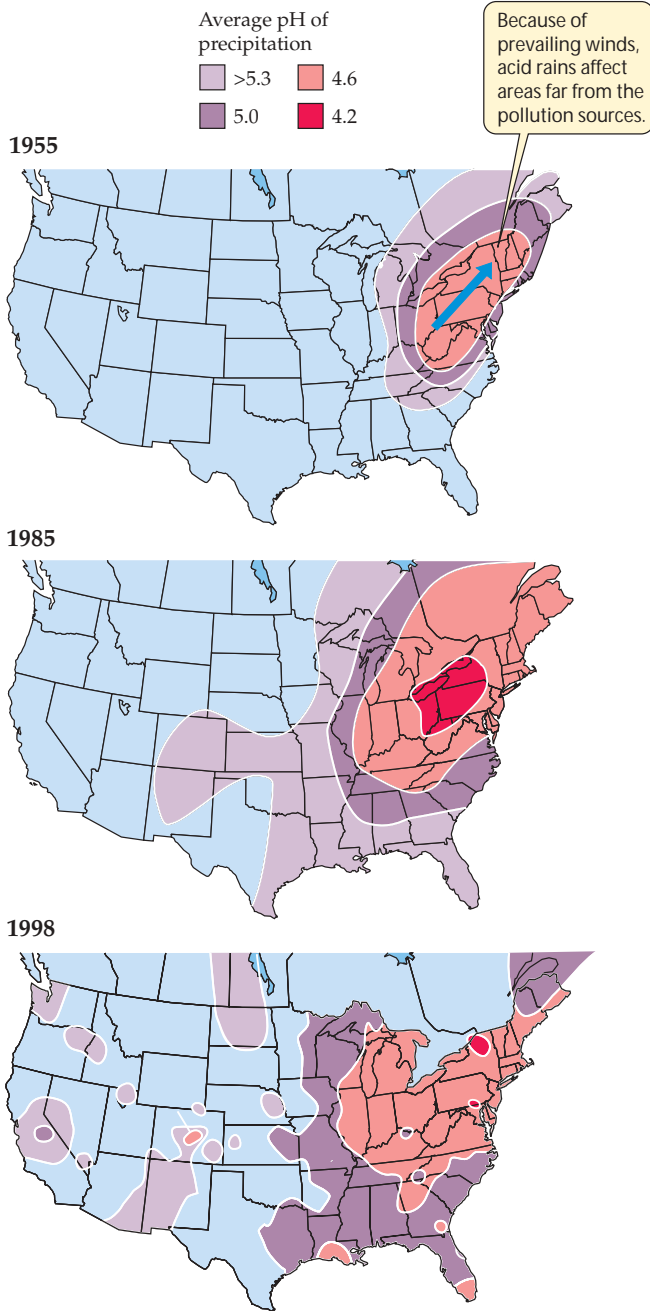 Average pH of
precipitation
>5.3
4.6
5.0
4.2
Because of
prevailing winds,
acid rains affect
areas far from the
pollution sources.
1955
1985
1998